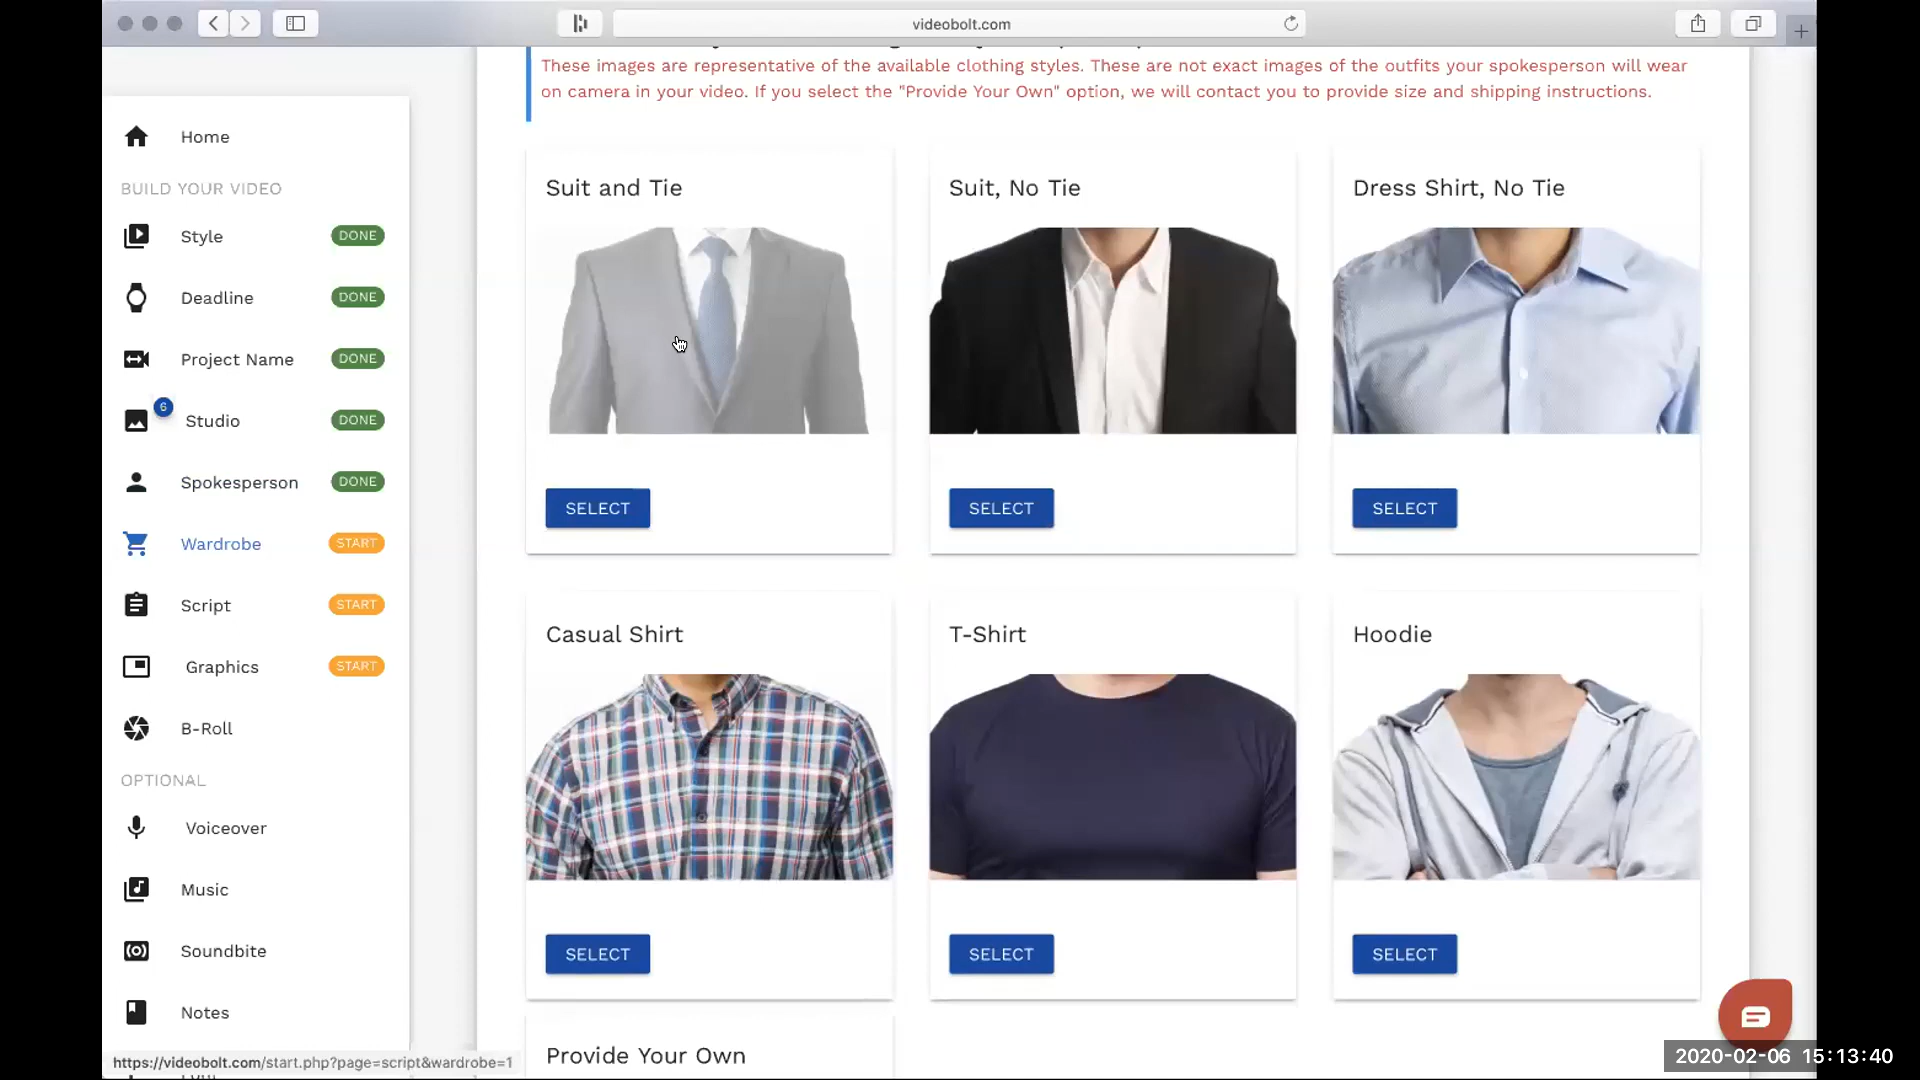 videobolt.com
These images are representative of the available clothing styles. These are not exact images of the outfits your spokesperson will wear
on camera in your video. If you select the "Provide Your Own" option, we will contact you to provide size and shipping instructions.
Home
BUILD YOUR VIDEO
Style DONE
Deadline DONE
Project Name DONE
6
Studio DONE
Spokesperson DONE
Wardrobe START
Script START
Graphics START
B-Roll
OPTIONAL
Voiceover
Music
Soundbite
Notes
Suit and Tie
SELECT
Suit, No Tie
SELECT
Dress Shirt, No Tie
SELECT
Casual Shirt
SELECT
T-Shirt
SELECT
Hoodie
SELECT
Provide Your Own
https://videobolt.com/start.php?page=script&wardrobe=1
2020-02-06 15:13:40